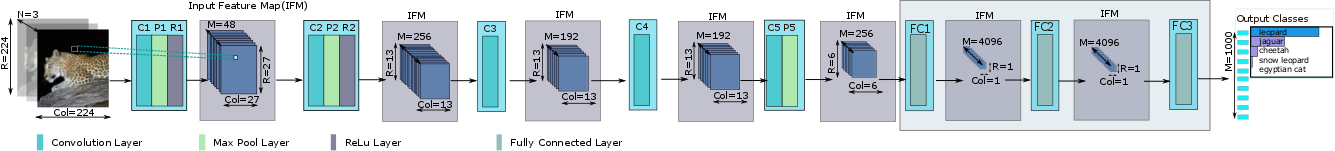 Input Feature Map(IFM)
N=3
R=224
Col=224
C1 P1 R1
M=48
R=27
Col=27
C2 P2 R2
IFM
M=256
R=13
Col=13
C3
IFM
M=192
R=13
Col=13
C4
IFM
M=192
R=13
Col=13
C5 P5
IFM
M=256
R=6
Col=6
FC1
IFM
M=4096
R=1
Col=1
FC2
IFM
M=4096
R=1
Col=1
FC3
M=1000
Output Classes
leopard
jaguar
cheetah
snow leopard
egyptian cat
Convolution Layer
Max Pool Layer
ReLu Layer
Fully Connected Layer